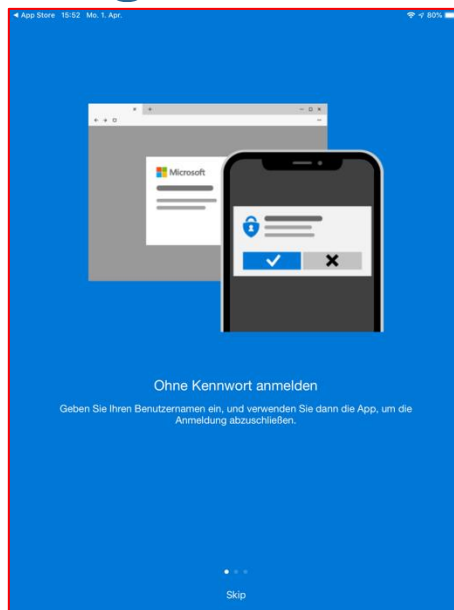 App Store 15:52 Mo. 1. Apr. 80%
Microsoft
Ohne Kennwort anmelden
Geben Sie Ihren Benutzernamen ein, und verwenden Sie dann die App, um die
Anmeldung abzuschließen.
Skip